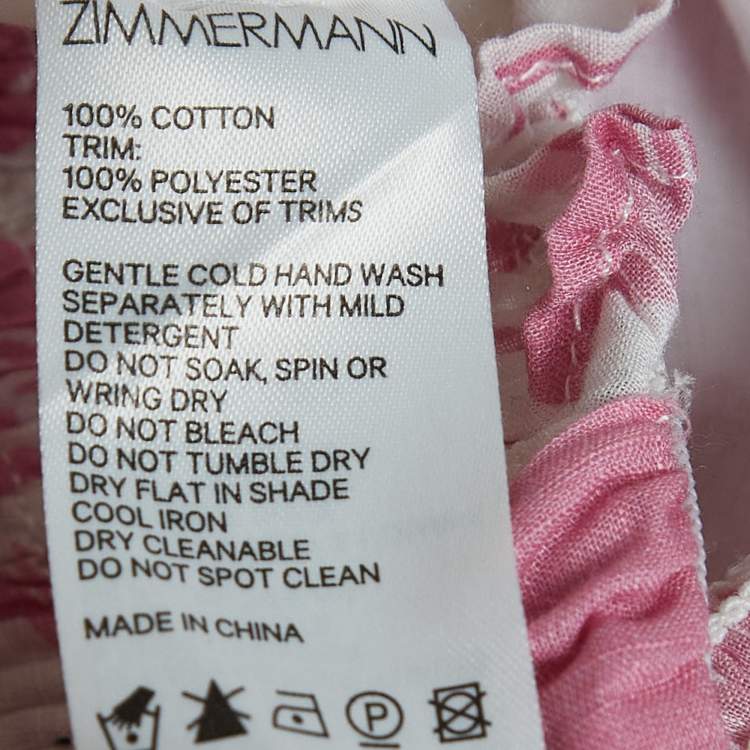 ZIMMERMANN
100% COTTON
TRIM:
100% POLYESTER
EXCLUSIVE OF TRIMS
GENTLE COLD HAND WASH
SEPARATELY WITH MILD
DETERGENT
DO NOT SOAK, SPIN OR
WRING DRY
DO NOT BLEACH
DO NOT TUMBLE DRY
DRY FLAT IN SHADE
COOL IRON
DRY CLEANABLE
DO NOT SPOT CLEAN
MADE IN CHINA
P